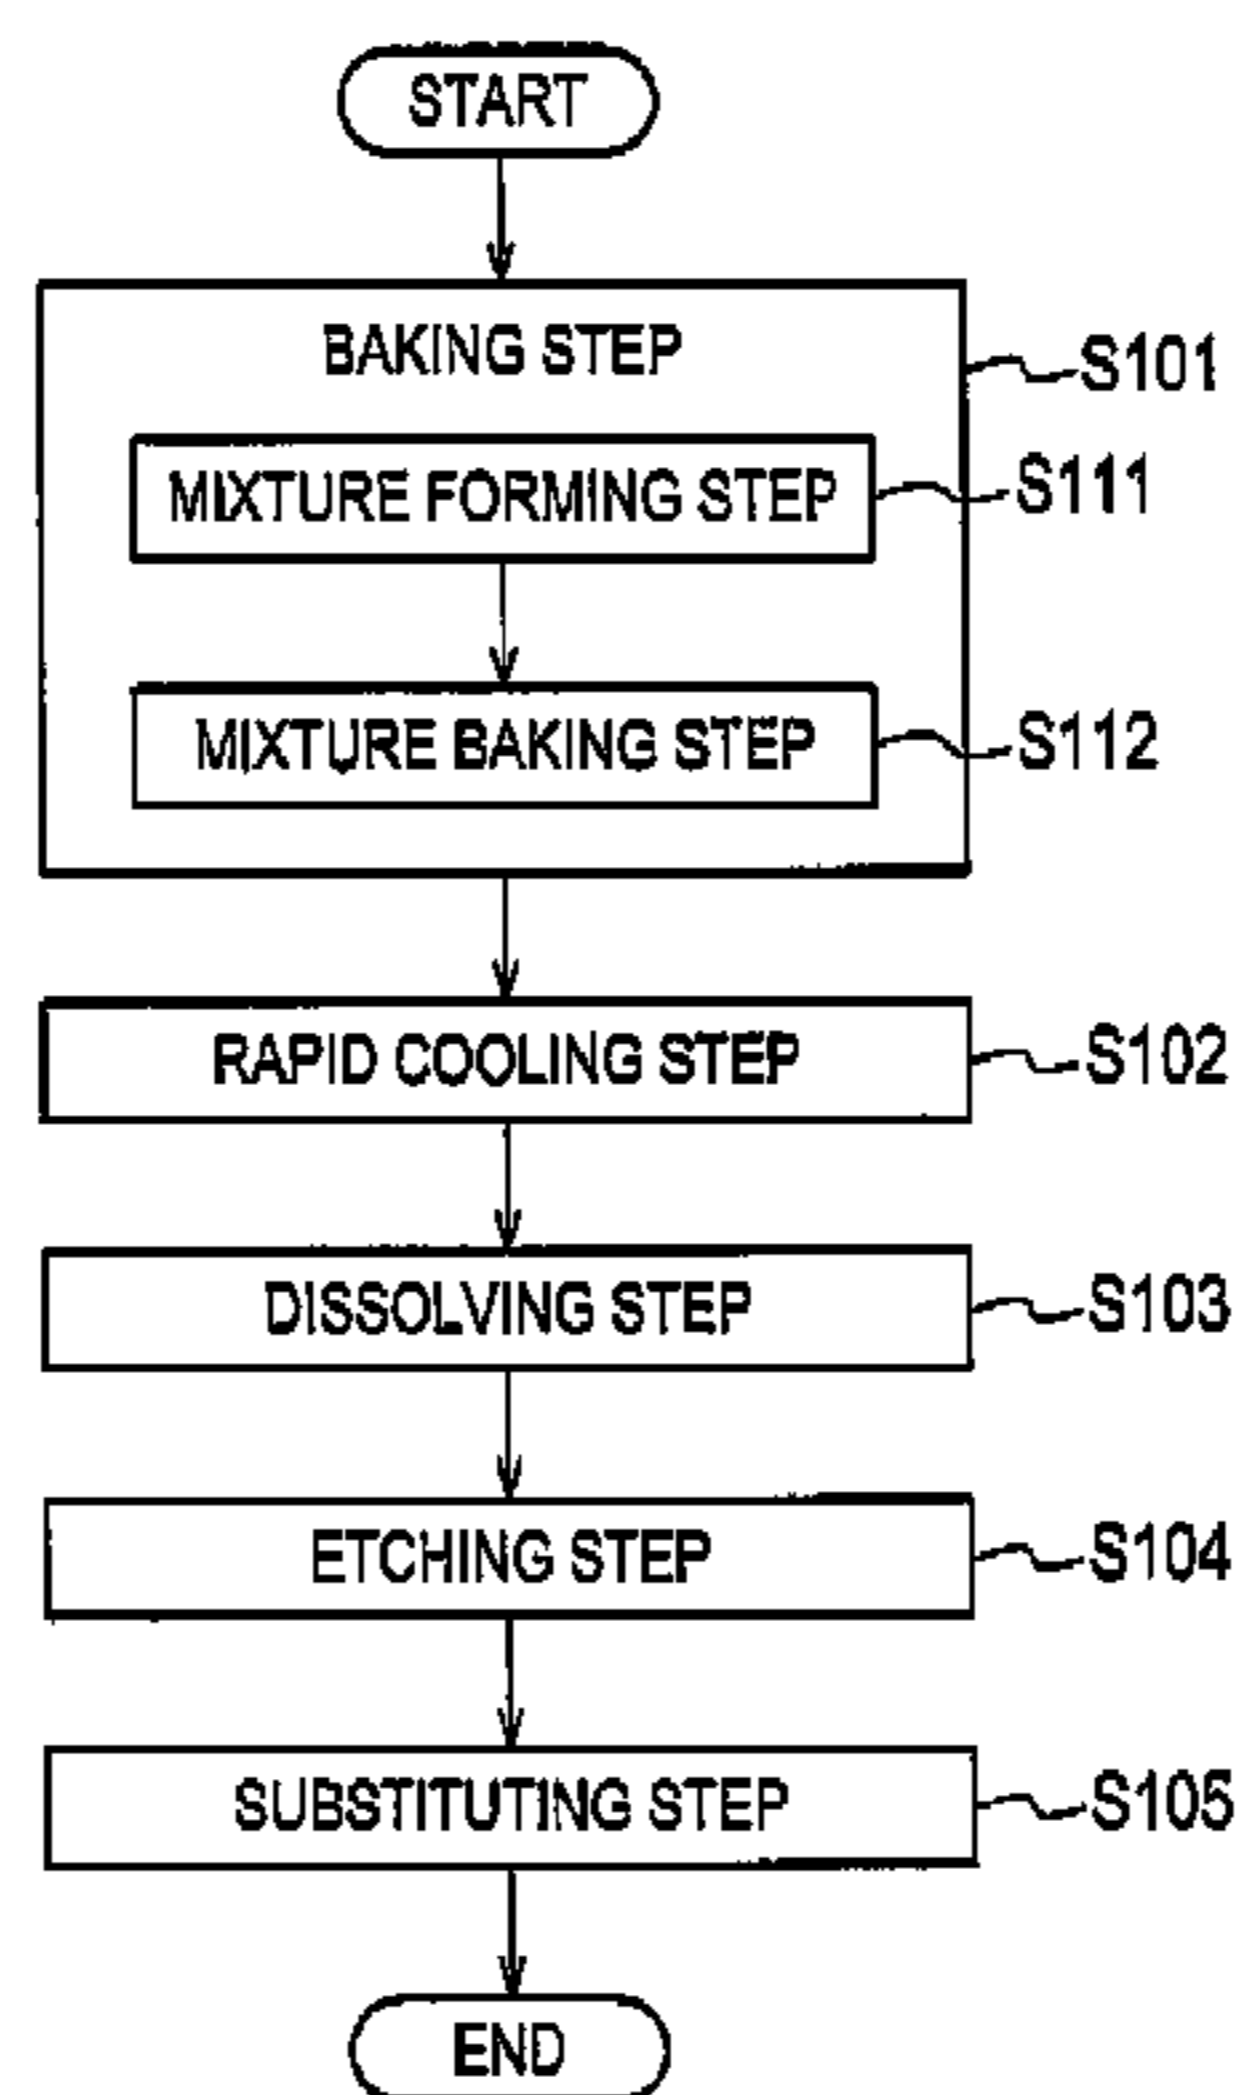 START
BAKING STEP
S101
MIXTURE FORMING STEP
S111
MIXTURE BAKING STEP
S112
RAPID COOLING STEP
S102
DISSOLVING STEP
S103
ETCHING STEP
S104
SUBSTITUTING STEP
S105
END